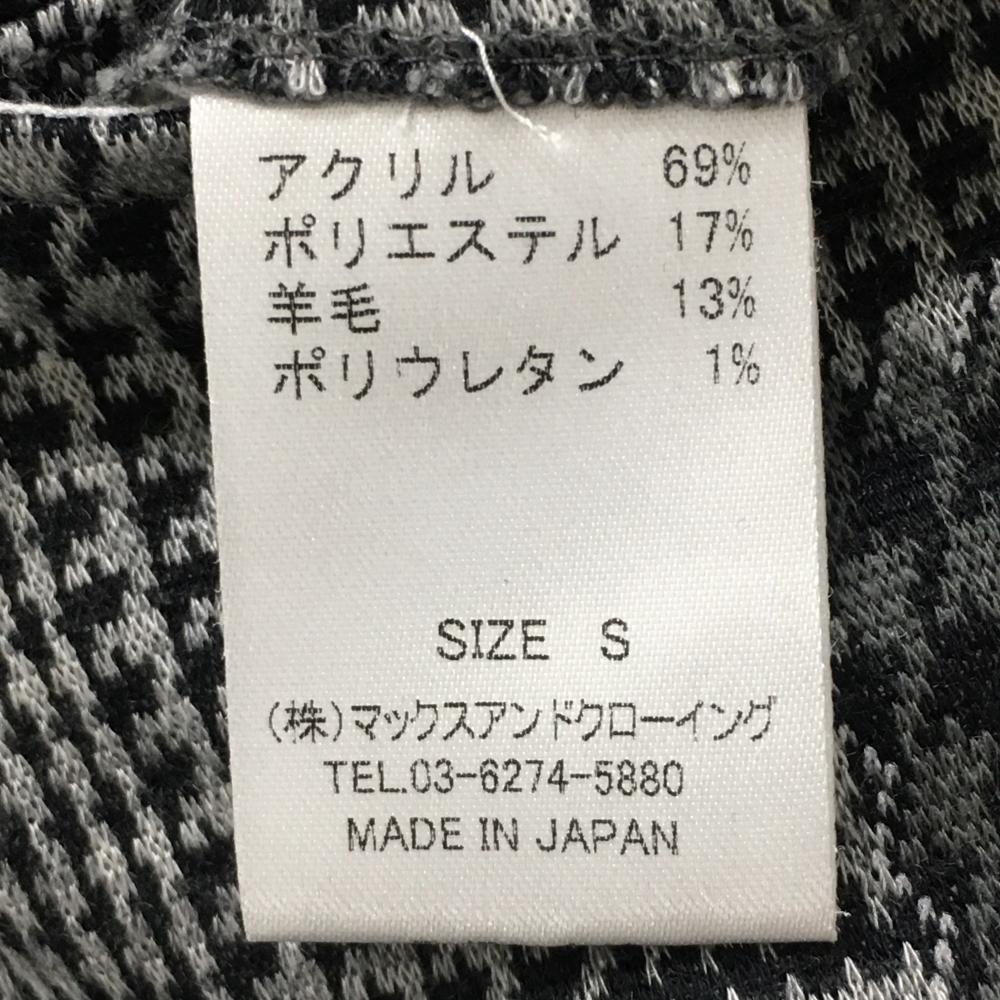 アクリル 69%
ポリエステル 17%
羊毛 13%
ポリウレタン 1%
SIZE S
(株)マックスアンドクローイング
TEL.03-6274-5880
MADE IN JAPAN